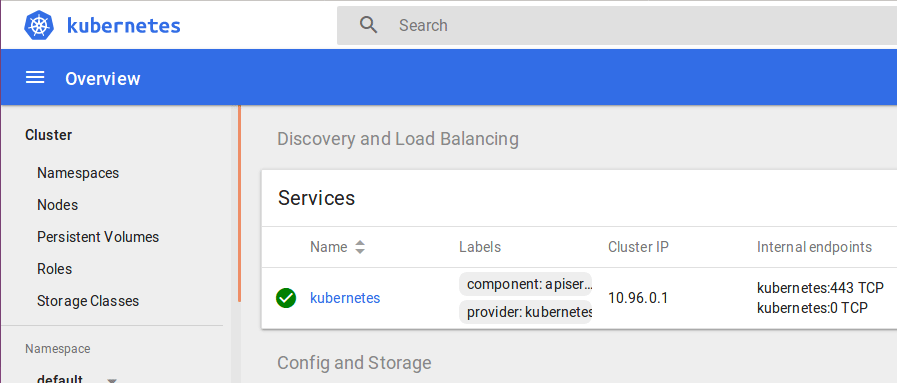 kubernetes
Search
Overview
Cluster
Namespaces
Nodes
Persistent Volumes
Roles
Storage Classes
Namespace
default
Discovery and Load Balancing
Services
Name Labels Cluster IP Internal endpoints
kubernetes component: apiser... 10.96.0.1 kubernetes:443 TCP
provider: kubernetes kubernetes:0 TCP
Config and Storage